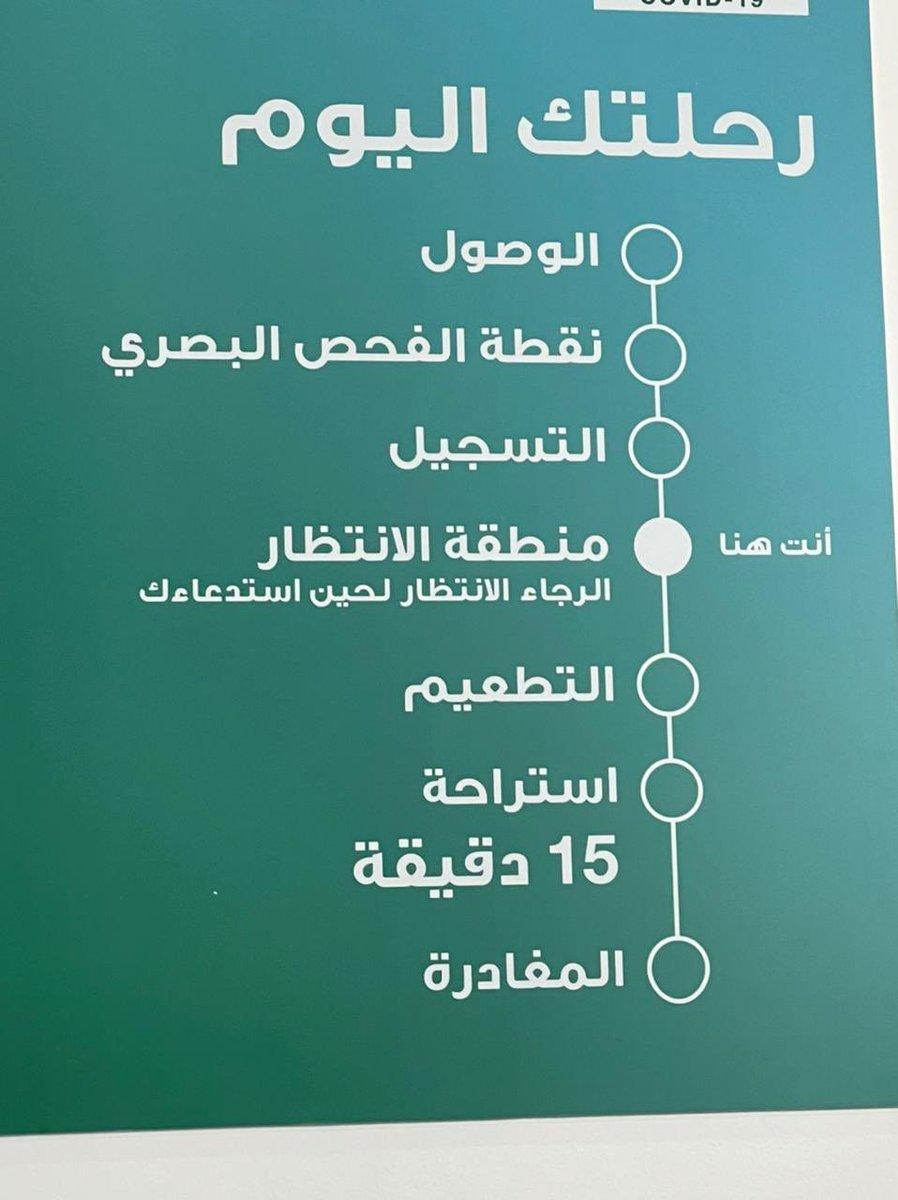 COVID-19
رحلتك اليوم
الوصول
نقطة الفحص البصري
التسجيل
أنت هنا
منطقة الانتظار
الرجاء الانتظار لحين استدعاءك
التطعيم
استراحة
15 دقيقة
المغادرة